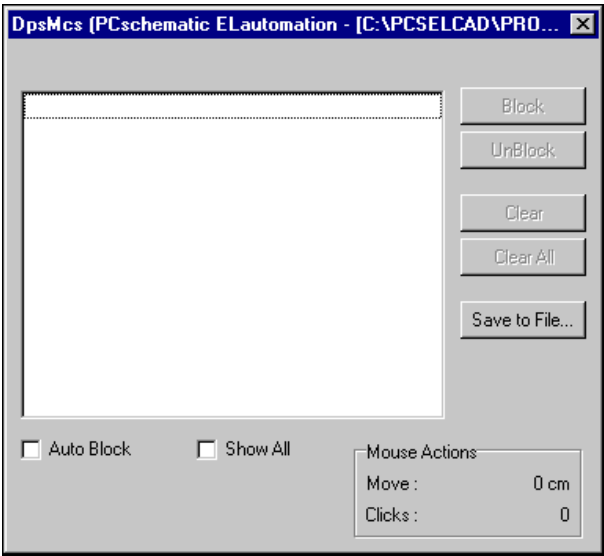 DpsMcs (PCschematic ELautomation - [C:\PCSELCAD\PRO...
Block
UnBlock
Clear
Clear All
Save to File...
Auto Block
Show All
Mouse Actions
Move : 0 cm
Clicks : 0